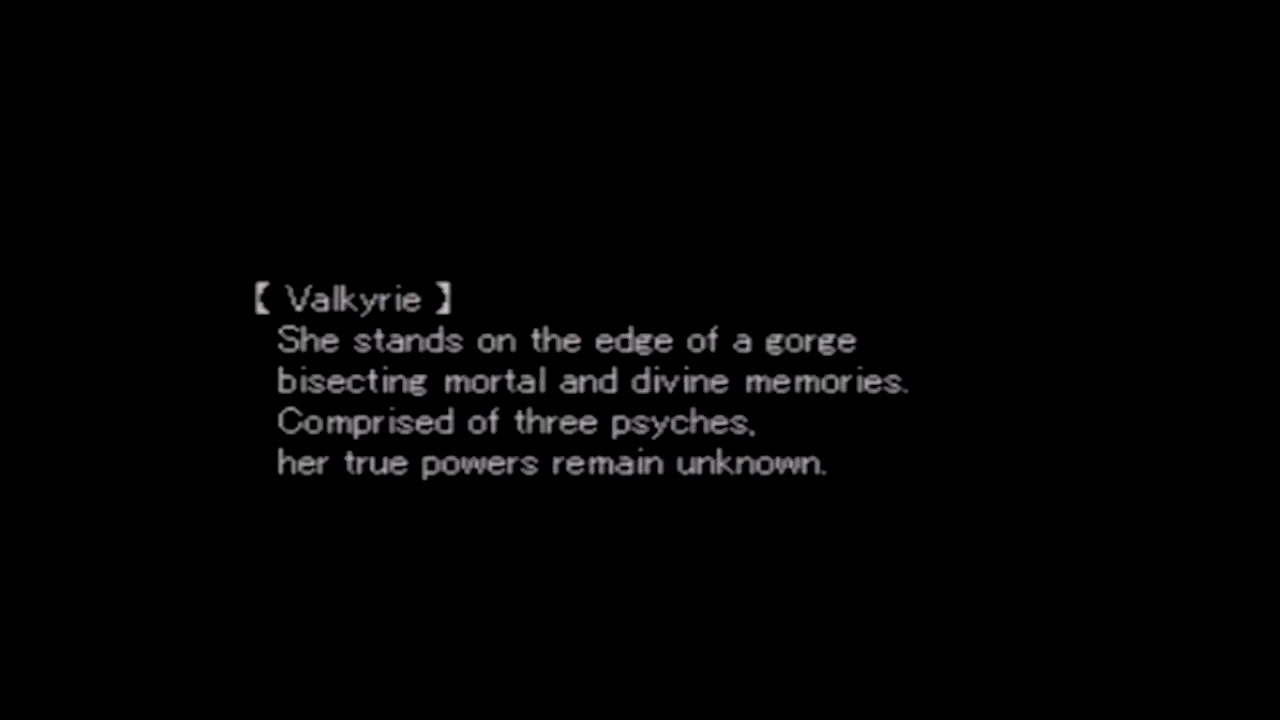 【 Valkyrie 】
She stands on the edge of a gorge
bisecting mortal and divine memories.
Comprised of three psyches,
her true powers remain unknown.